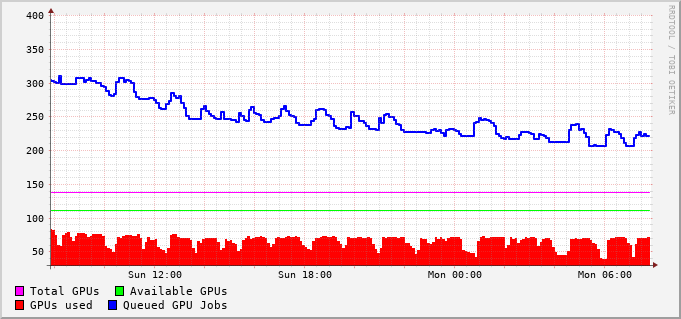 400
350
300
250
200
150
100
50
Sun 12:00 Sun 18:00 Mon 00:00 Mon 06:00
Total GPUs Available GPUs
GPUs used Queued GPU Jobs
RRDTOOL / TOBI OETIKER